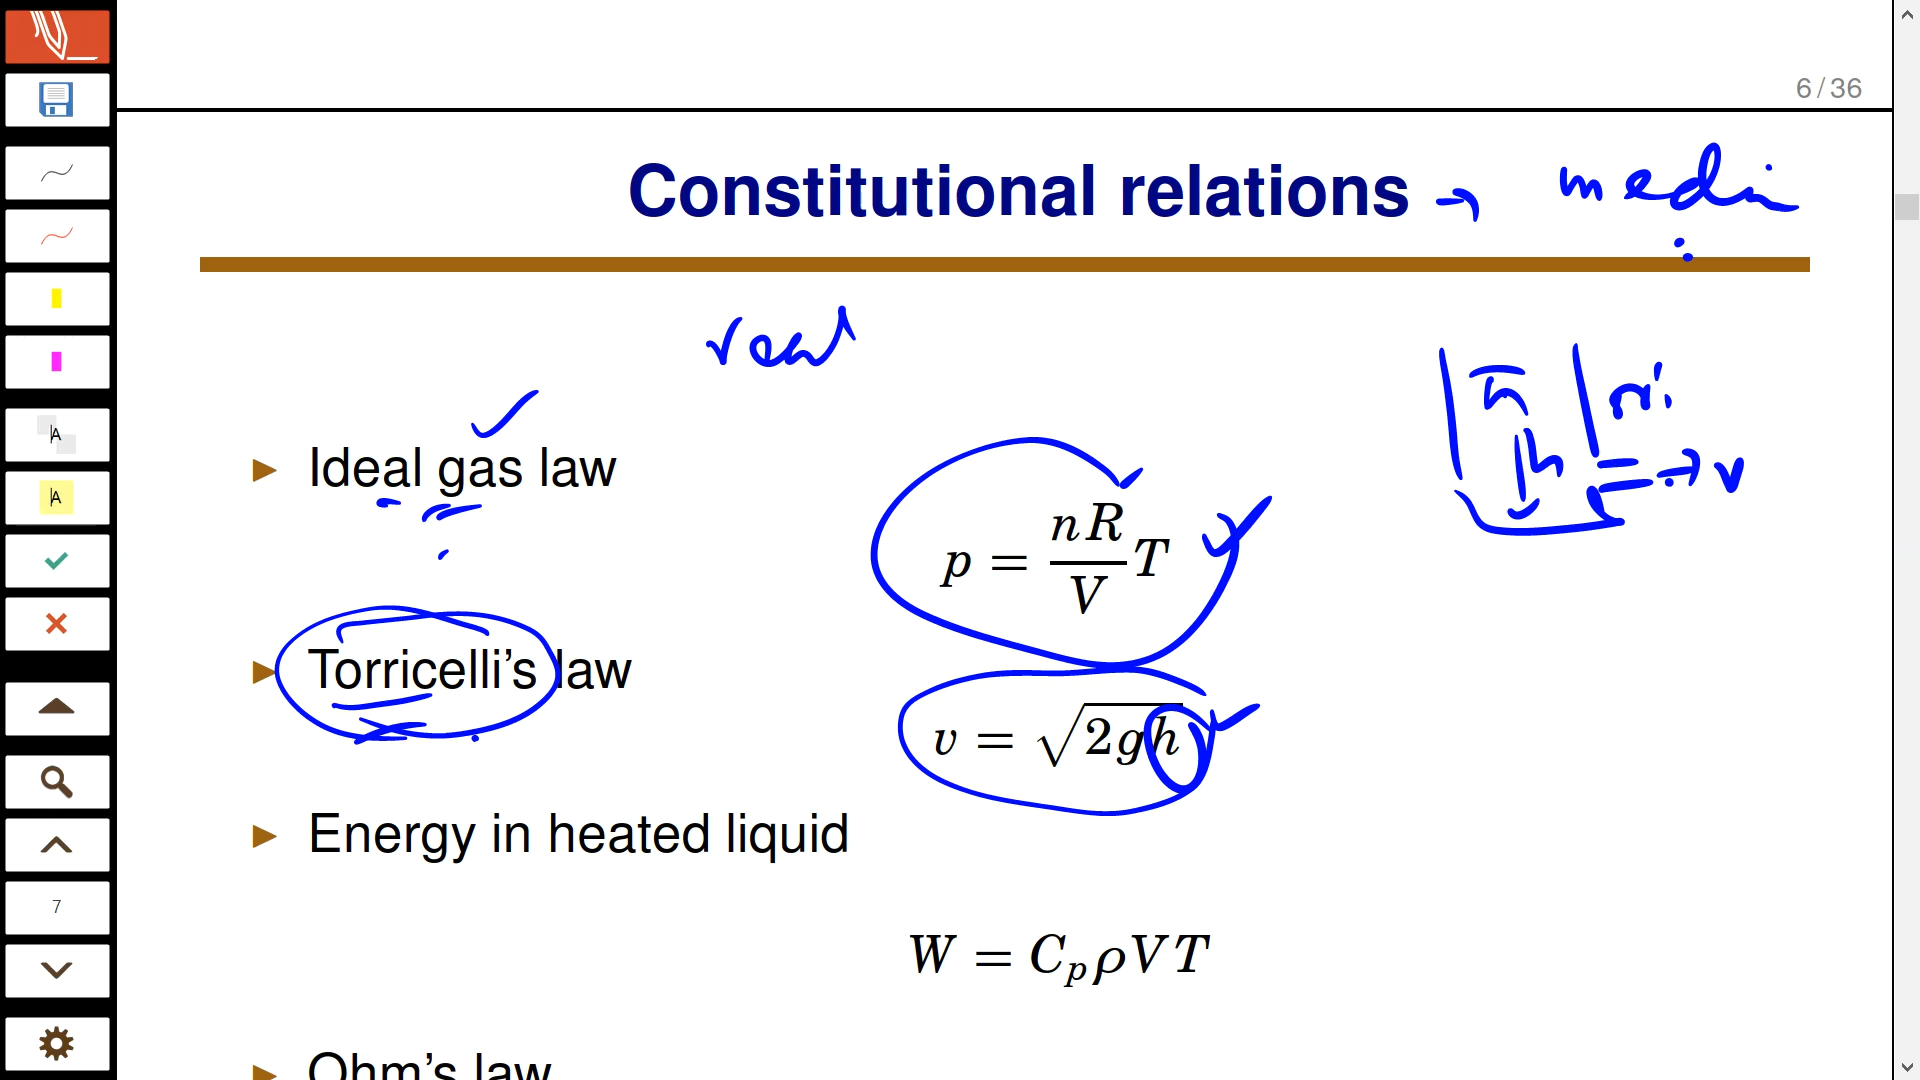 6 / 36
Constitutional relations
real
Ideal gas law
p = nR/V T
h
v
Torricelli's law
v = √2gh
Energy in heated liquid
W = CpρVT
Ohm's law
A
A
7